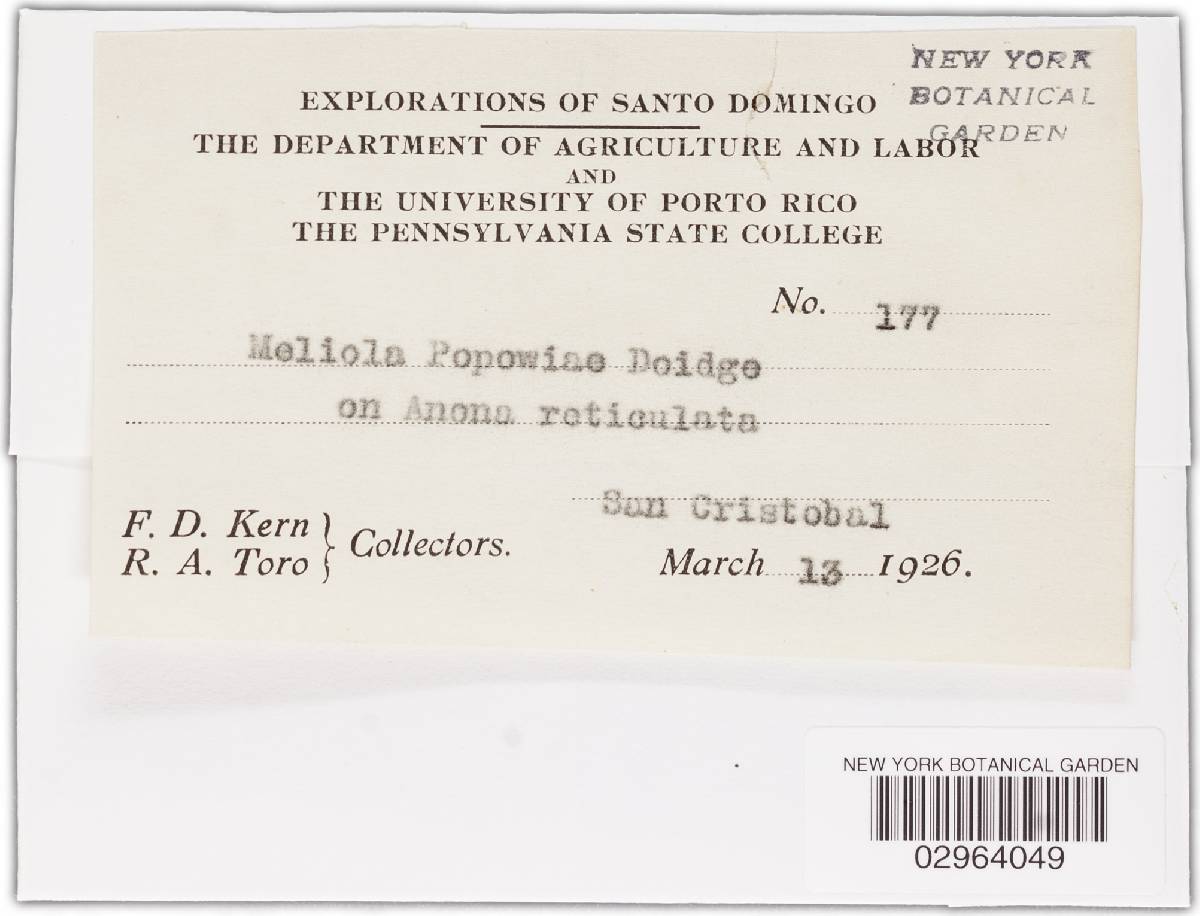 NEW YORK
BOTANICAL
GARDEN
EXPLORATIONS OF SANTO DOMINGO
THE DEPARTMENT OF AGRICULTURE AND LABOR
AND
THE UNIVERSITY OF PORTO RICO
THE PENNSYLVANIA STATE COLLEGE
No. 177
Meliola Popowiae Doidge
on Anona reticulata
San Cristobal
F. D. Kern
R. A. Toro } Collectors.
March 13 1926.
NEW YORK BOTANICAL GARDEN
02964049